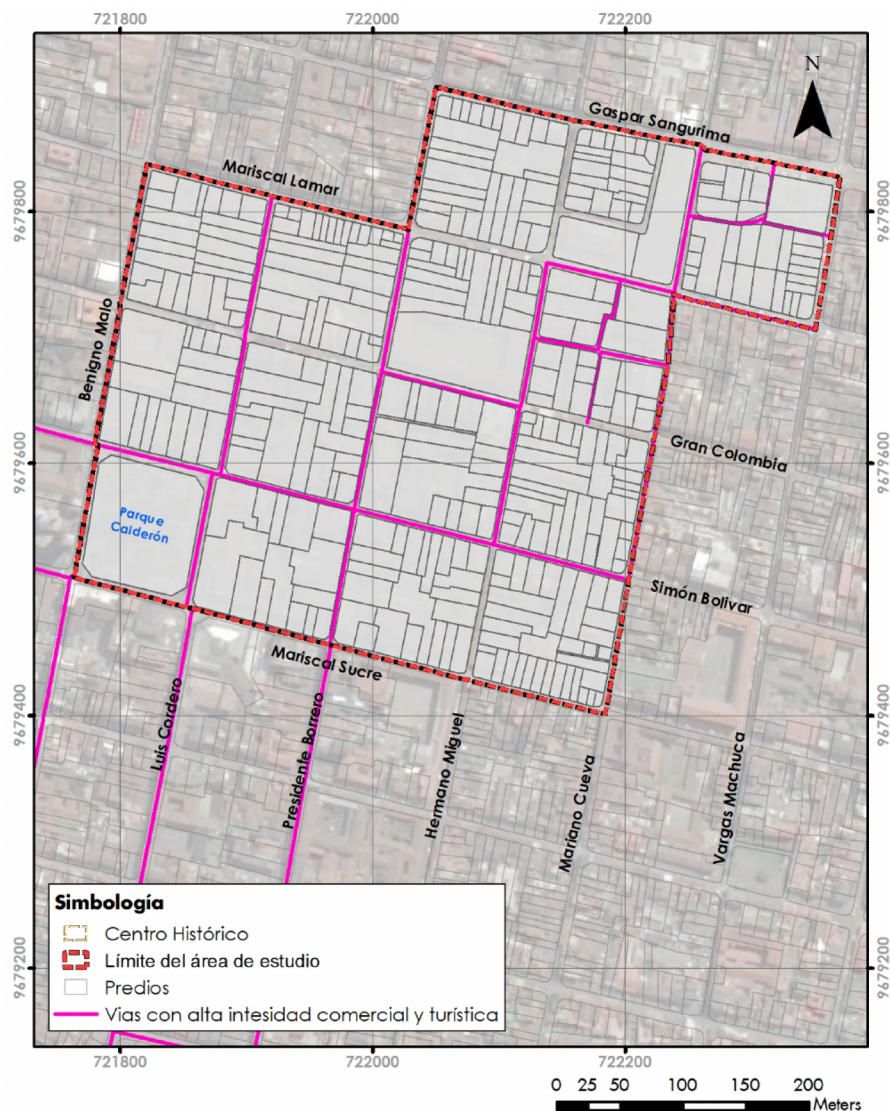 721800
722000
722200
N
Gaspar Sangurima
Mariscal Lamar
9679800
9679800
Benigno Malo
Gran Colombia
9679600
9679600
Parque
Calderón
Simón Bolivar
Mariscal Sucre
9679400
9679400
Luis Cordero
Presidente Borrero
Hermano Miguel
Mariano Cueva
Vargas Machuca
Simbología
Centro Histórico
Límite del área de estudio
Predios
Vias con alta intesidad comercial y turística
9679200
9679200
721800
722000
722200
0 25 50 100 150 200
Meters